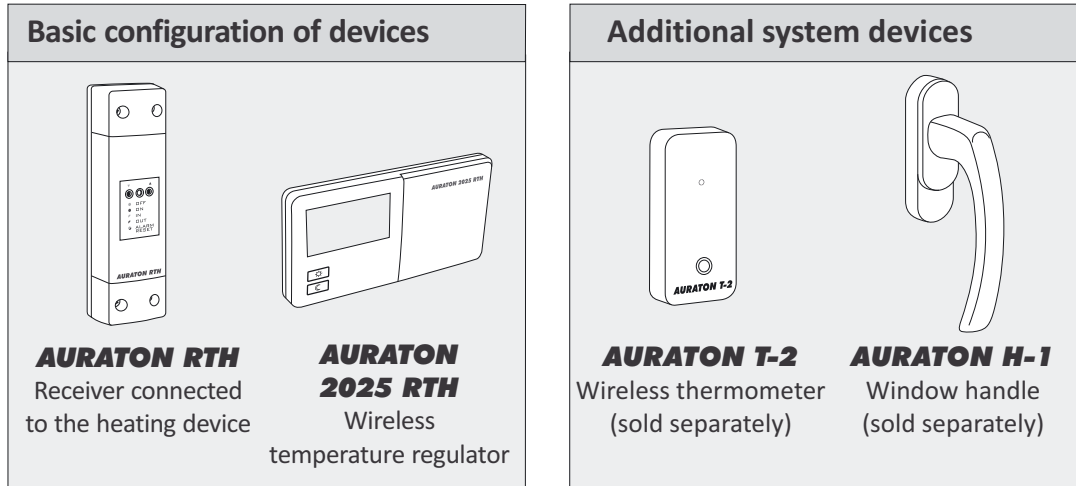 Basic configuration of devices
OFF
ON
IN
OUT
ALARM
RESET
AURATON RTH
AURATON 2025 RTH
AURATON RTH
Receiver connected
to the heating device
AURATON
2025 RTH
Wireless
temperature regulator
Additional system devices
AURATON T-2
AURATON T-2
Wireless thermometer
(sold separately)
AURATON H-1
Window handle
(sold separately)